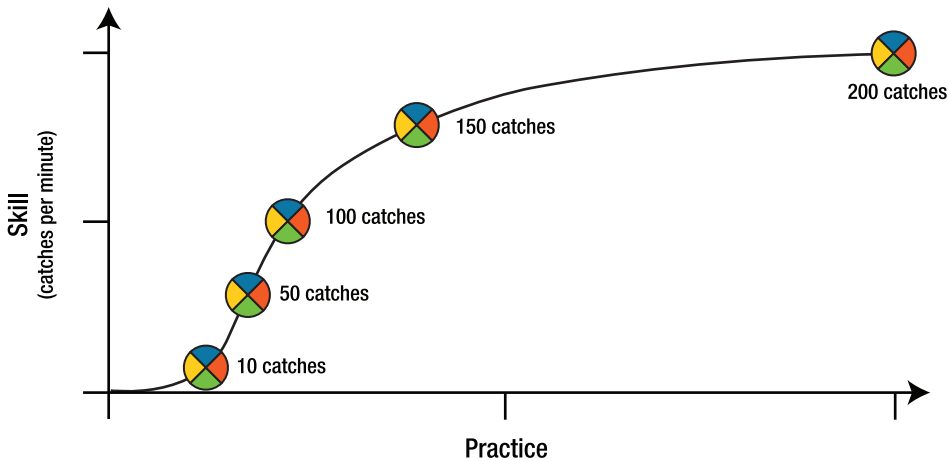 200 catches
150 catches
100 catches
50 catches
10 catches
Skill
(catches per minute)
Practice